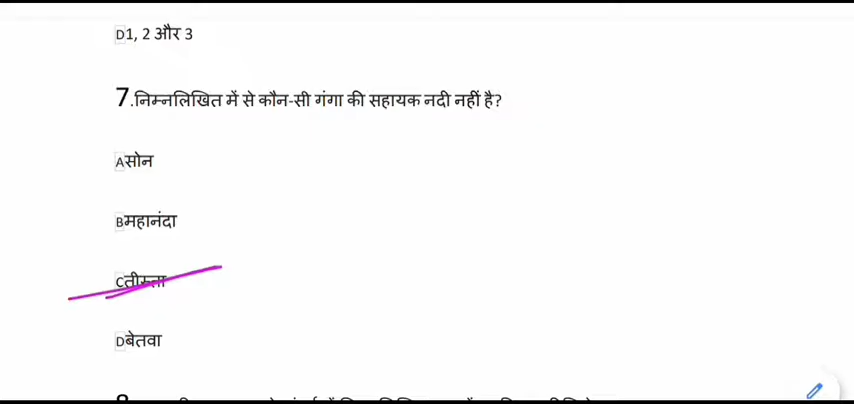 D1, 2 और 3
7.निम्नलिखित में से कौन-सी गंगा की सहायक नदी नहीं है?
Aसोन
Bमहानंदा
Cतीस्ता
Dबेतवा